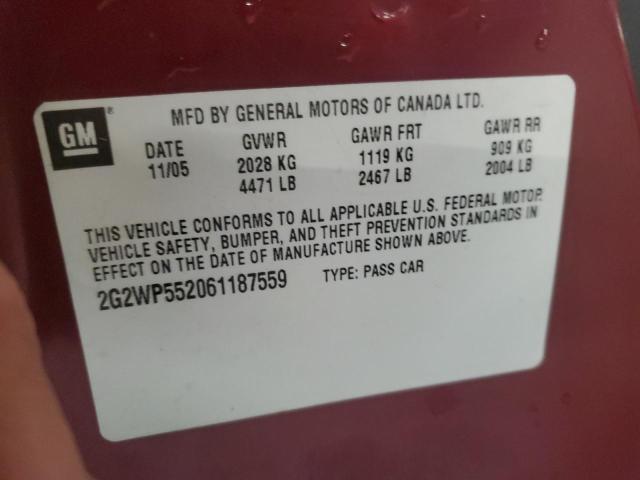 GM®
MFD BY GENERAL MOTORS OF CANADA LTD.
DATE GVWR GAWR FRT GAWR RR
11/05 2028 KG 1119 KG 909 KG
4471 LB 2467 LB 2004 LB
THIS VEHICLE CONFORMS TO ALL APPLICABLE U.S. FEDERAL MOTOR
VEHICLE SAFETY, BUMPER, AND THEFT PREVENTION STANDARDS IN
EFFECT ON THE DATE OF MANUFACTURE SHOWN ABOVE.
2G2WP552061187559 TYPE: PASS CAR